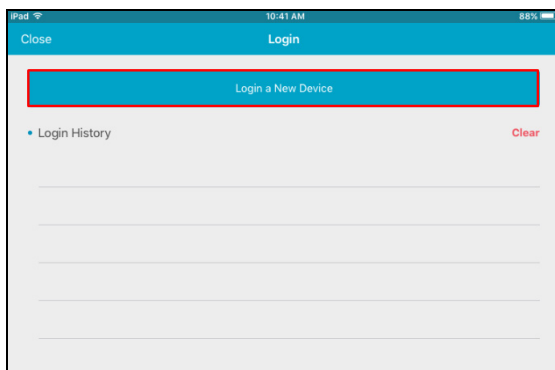 iPad 10:41 AM 88%
Close Login
Login a New Device
• Login History Clear